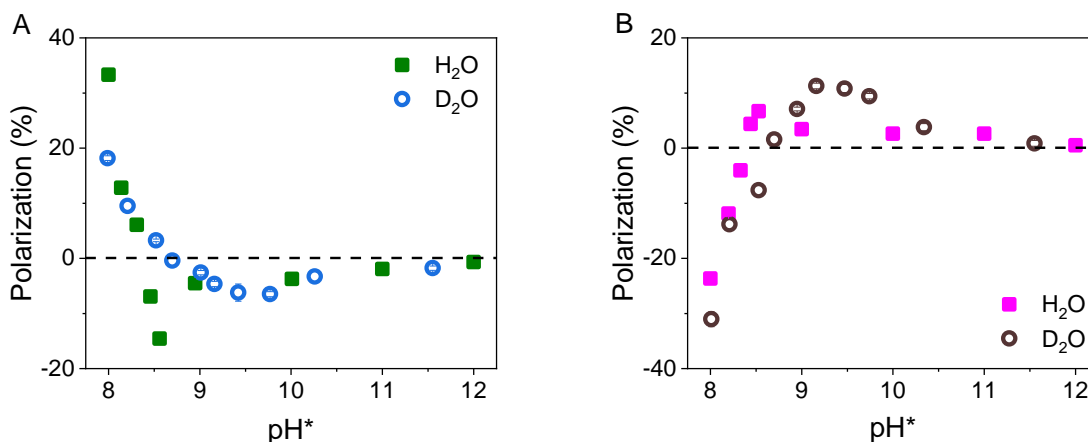 A
Polarization (%)
40
20
0
-20
8
9
10
11
12
pH*
H₂O
D₂O
B
Polarization (%)
20
0
-20
-40
8
9
10
11
12
pH*
H₂O
D₂O